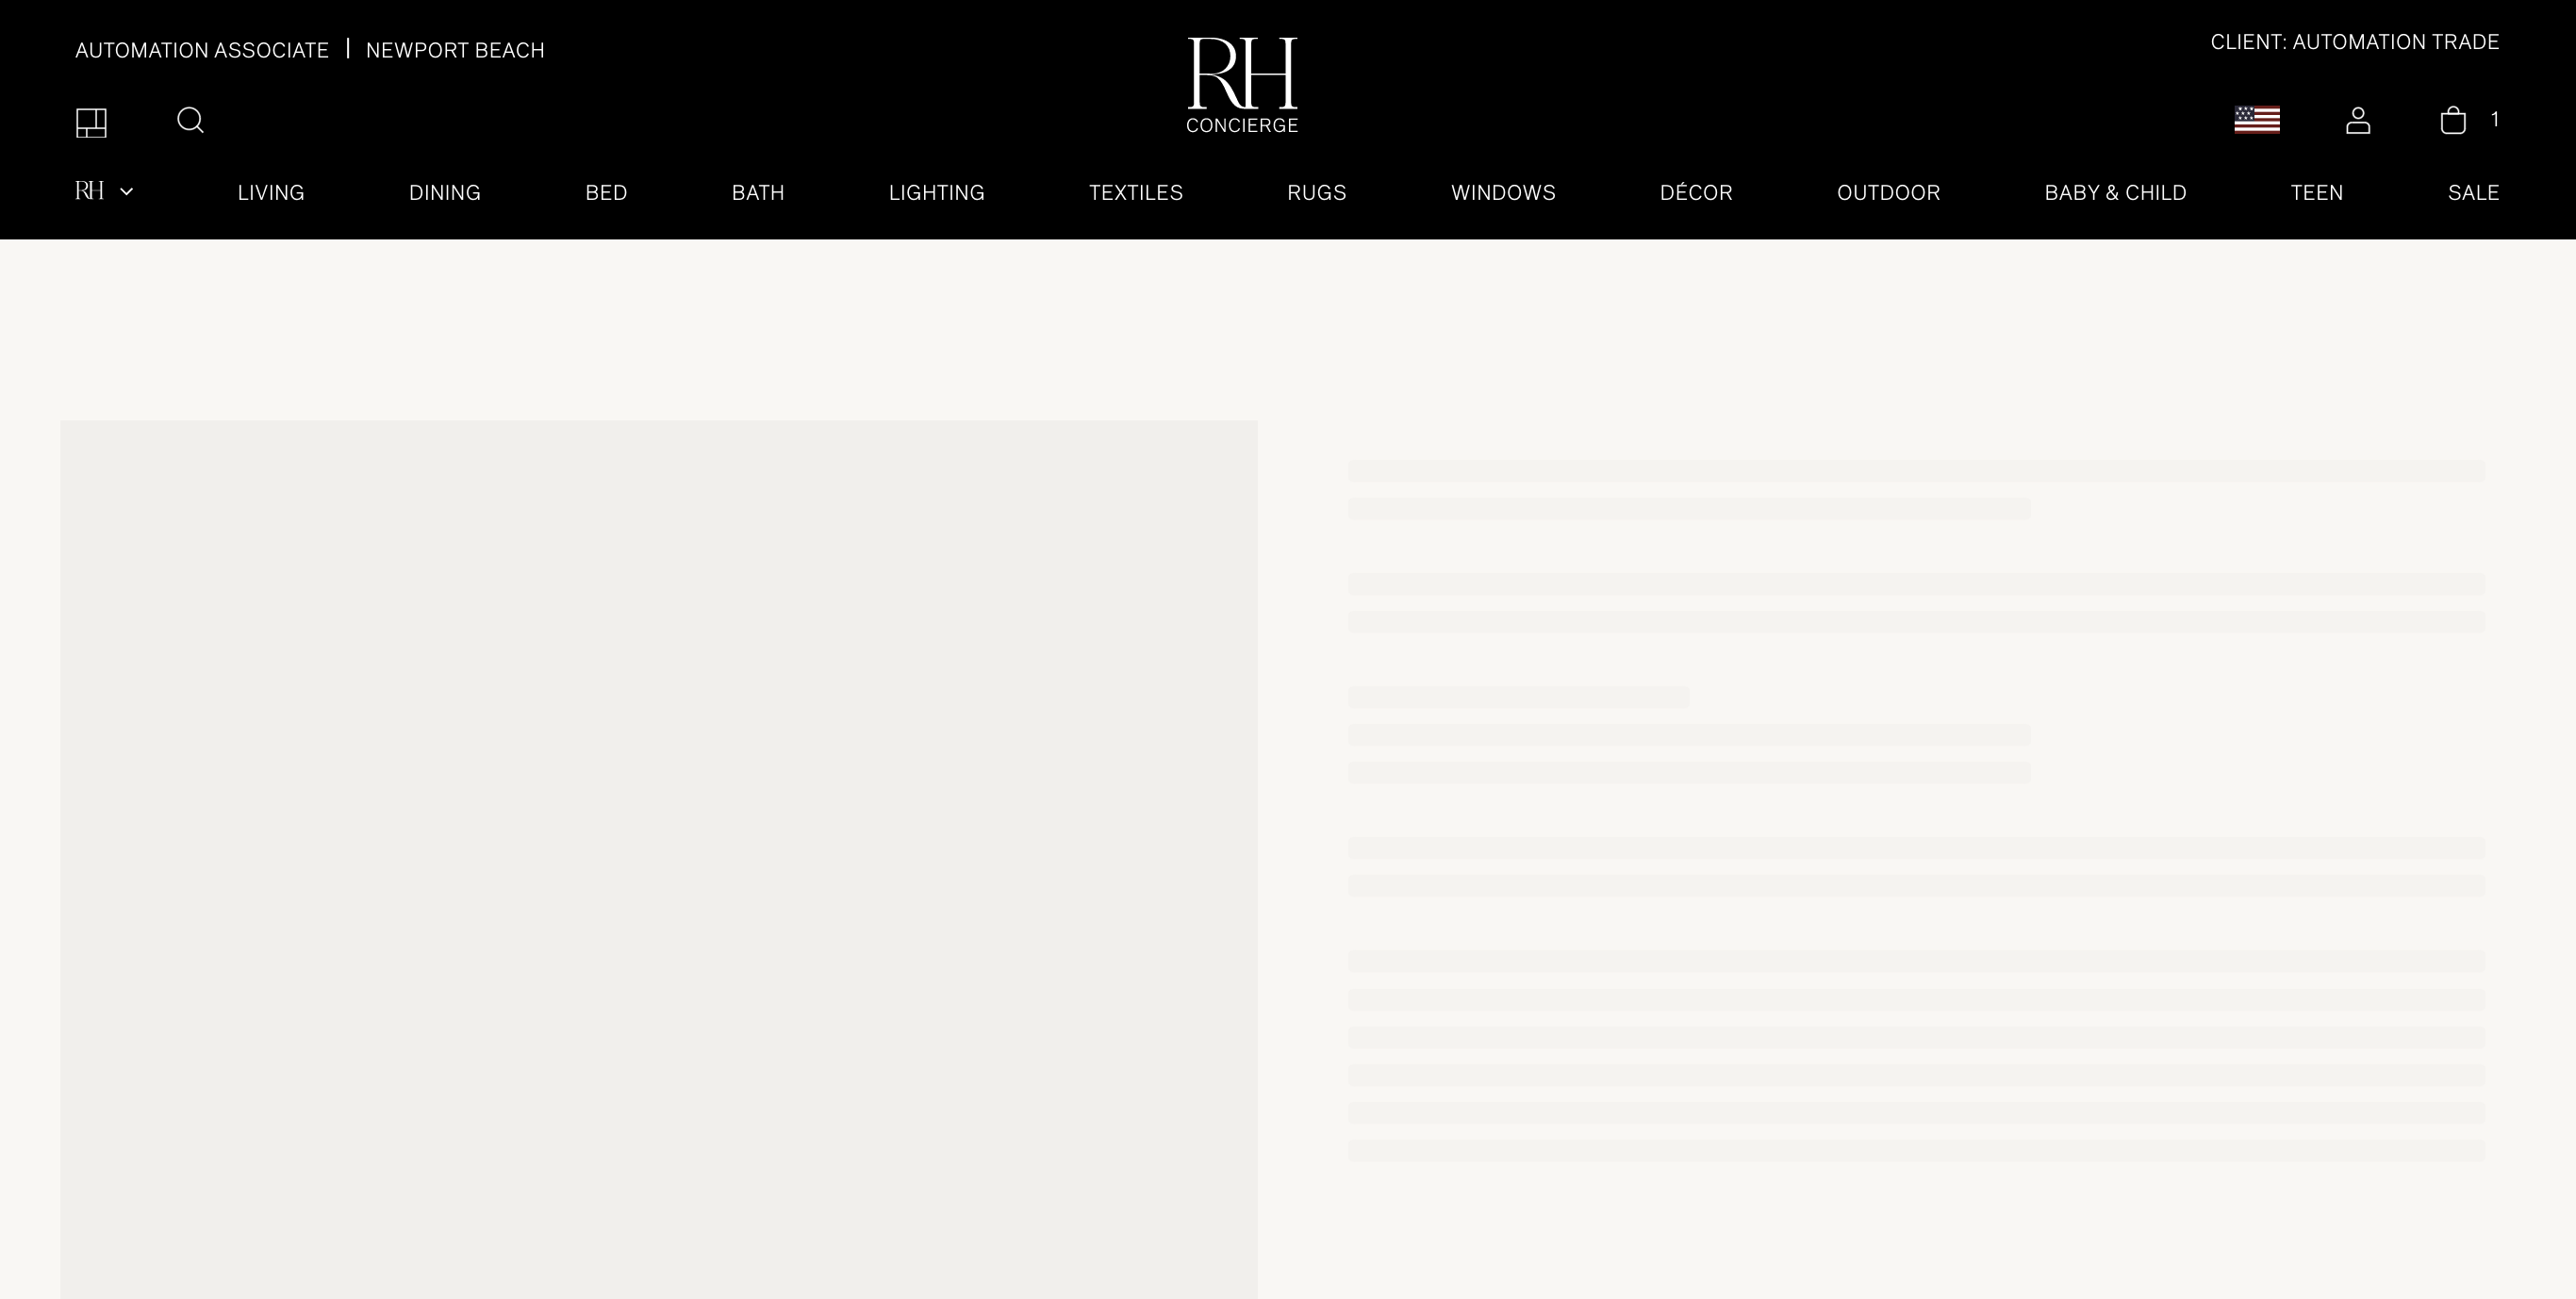 AUTOMATION ASSOCIATE | NEWPORT BEACH
CLIENT: AUTOMATION TRADE
RH
CONCIERGE
1
RH LIVING DINING BED BATH LIGHTING TEXTILES RUGS WINDOWS DÉCOR OUTDOOR BABY & CHILD TEEN SALE